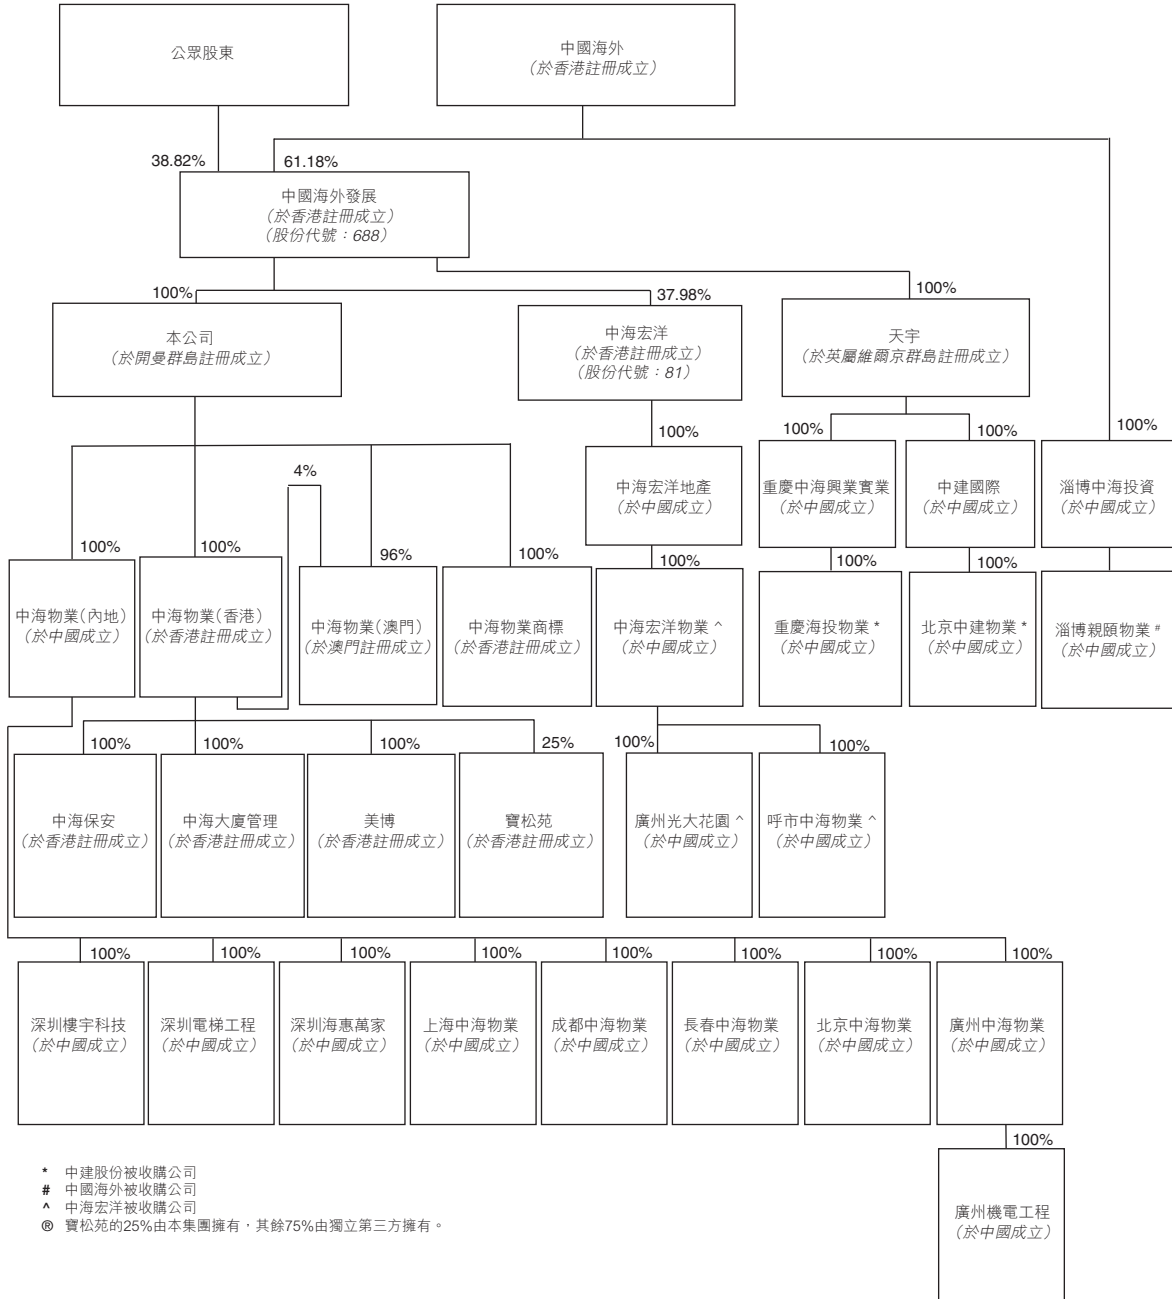 公眾股東
中國海外
（於香港註冊成立）
38.82%
61.18%
中國海外發展
（於香港註冊成立）
（股份代號：688）
100%
37.98%
100%
本公司
（於開曼群島註冊成立）
中海宏洋
（於香港註冊成立）
（股份代號：81）
天宇
（於英屬維爾京群島註冊成立）
100%
100%
100%
100%
4%
中海宏洋地產
（於中國成立）
重慶中海興業實業
（於中國成立）
中建國際
（於中國成立）
淄博中海投資
（於中國成立）
100%
100%
96%
100%
100%
100%
100%
100%
中海物業（內地）
（於中國成立）
中海物業（香港）
（於香港註冊成立）
中海物業（澳門）
（於澳門註冊成立）
中海物業商標
（於香港註冊成立）
中海宏洋物業 ^
（於中國成立）
重慶海投物業 *
（於中國成立）
北京中建物業 *
（於中國成立）
淄博親頤物業 #
（於中國成立）
100%
100%
100%
25%
100%
100%
中海保安
（於香港註冊成立）
中海大廈管理
（於香港註冊成立）
美博
（於香港註冊成立）
寶松苑
（於香港註冊成立）
廣州光大花園 ^
（於中國成立）
呼市中海物業 ^
（於中國成立）
100%
100%
100%
100%
100%
100%
100%
100%
深圳樓宇科技
（於中國成立）
深圳電梯工程
（於中國成立）
深圳海惠萬家
（於中國成立）
上海中海物業
（於中國成立）
成都中海物業
（於中國成立）
長春中海物業
（於中國成立）
北京中海物業
（於中國成立）
廣州中海物業
（於中國成立）
100%
廣州機電工程
（於中國成立）
* 中建股份被收購公司
# 中國海外被收購公司
^ 中海宏洋被收購公司
® 寶松苑的25%由本集團擁有，其餘75%由獨立第三方擁有。